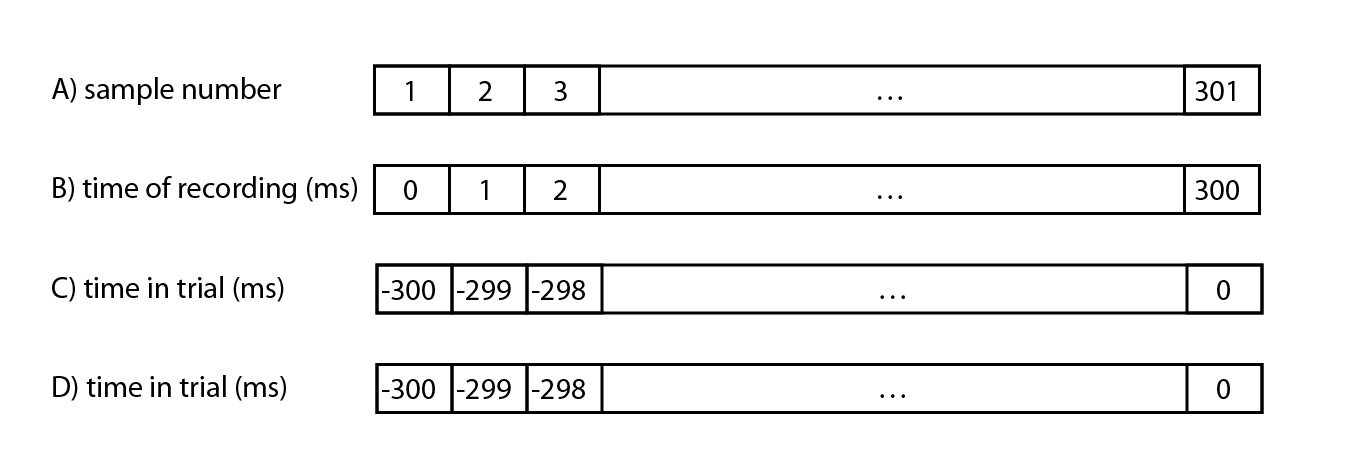 A) sample number 1 2 3 ... 301
B) time of recording (ms) 0 1 2 ... 300
C) time in trial (ms) -300 -299 -298 ... 0
D) time in trial (ms) -300 -299 -298 ... 0